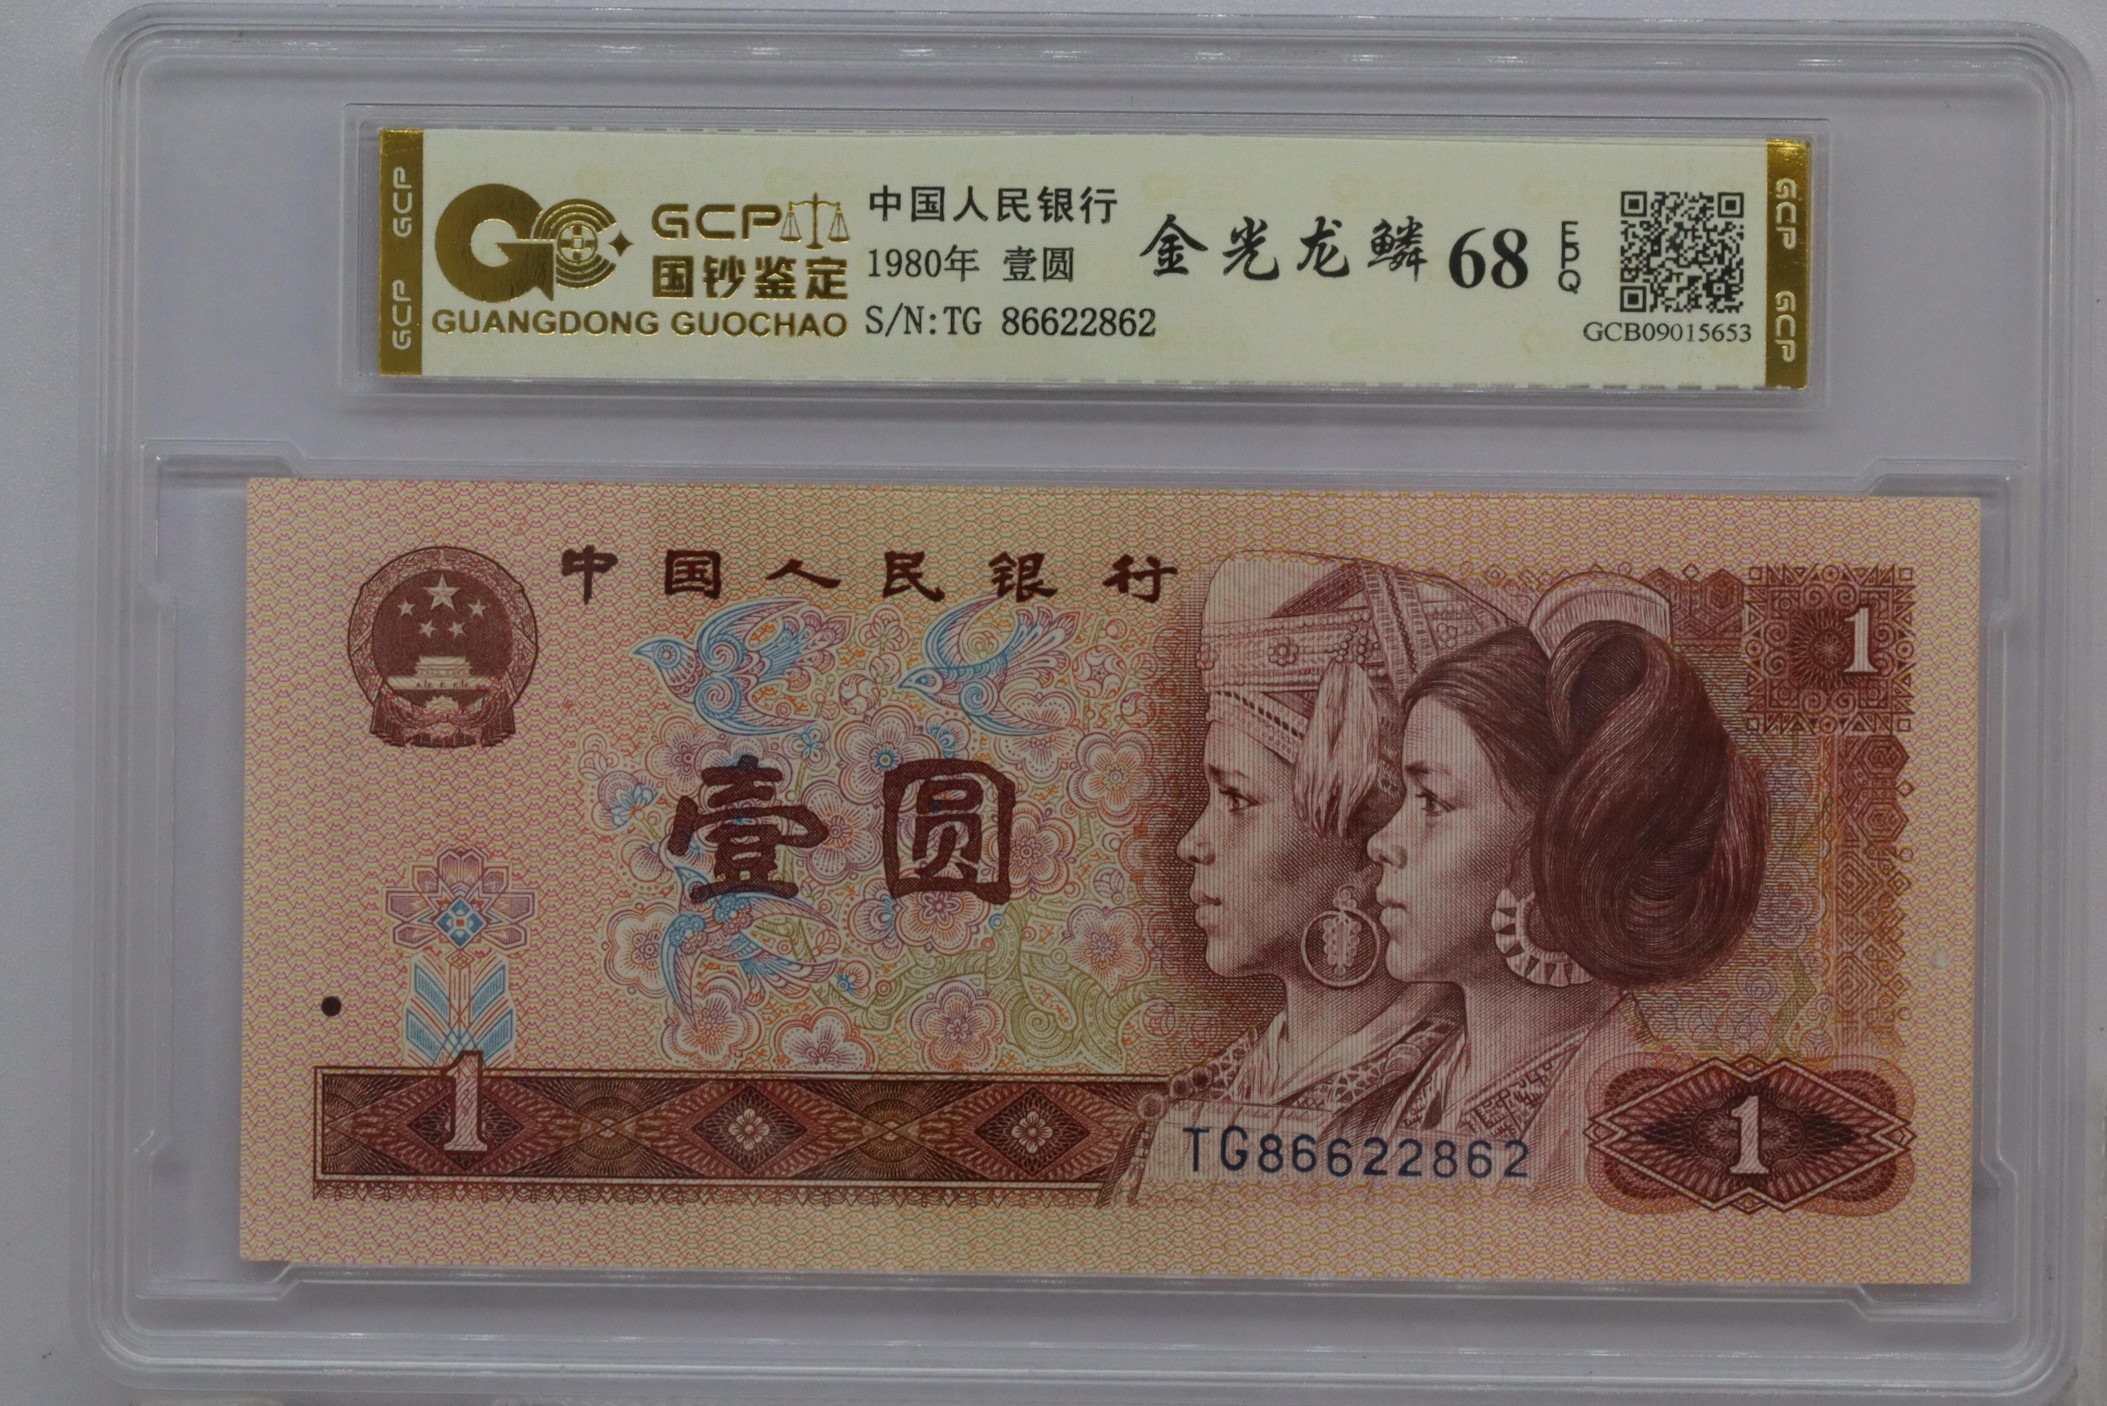 GCP GCP
GCP
国钞鉴定
GUANGDONG GUOCHAO
中国人民银行
1980年 壹圆
S/N:TG 86622862
金光龙鳞 68 EPQ
GCB09015653
GCP GCP
中国人民银行
1
壹圆
1
TG86622862
1